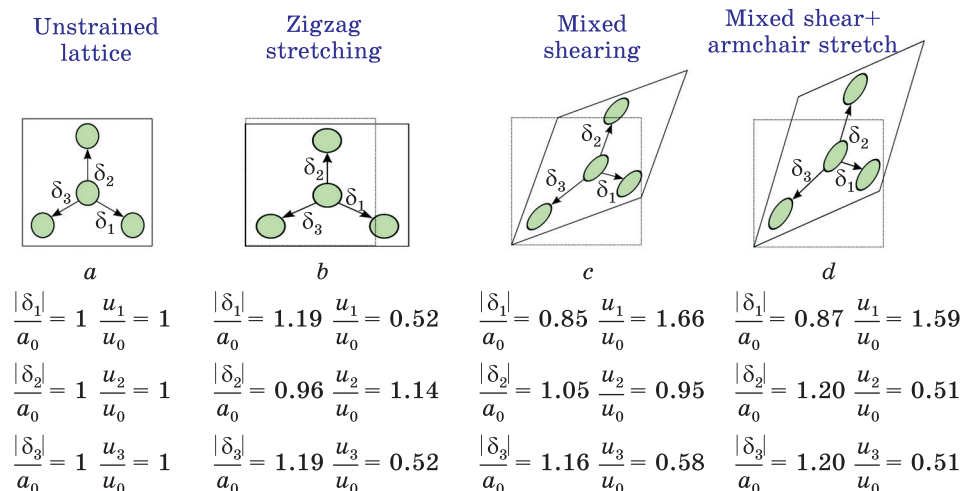 Unstrained lattice
Zigzag stretching
Mixed shearing
Mixed shear+ armchair stretch
δ2
δ3
δ1
δ2
δ1
δ3
δ2
δ3
δ1
δ2
δ3
δ1
a
b
c
d
|δ1|/a0 = 1 u1/u0 = 1
|δ1|/a0 = 1.19 u1/u0 = 0.52
|δ1|/a0 = 0.85 u1/u0 = 1.66
|δ1|/a0 = 0.87 u1/u0 = 1.59
|δ2|/a0 = 1 u2/u0 = 1
|δ2|/a0 = 0.96 u2/u0 = 1.14
|δ2|/a0 = 1.05 u2/u0 = 0.95
|δ2|/a0 = 1.20 u2/u0 = 0.51
|δ3|/a0 = 1 u3/u0 = 1
|δ3|/a0 = 1.19 u3/u0 = 0.52
|δ3|/a0 = 1.16 u3/u0 = 0.58
|δ3|/a0 = 1.20 u3/u0 = 0.51